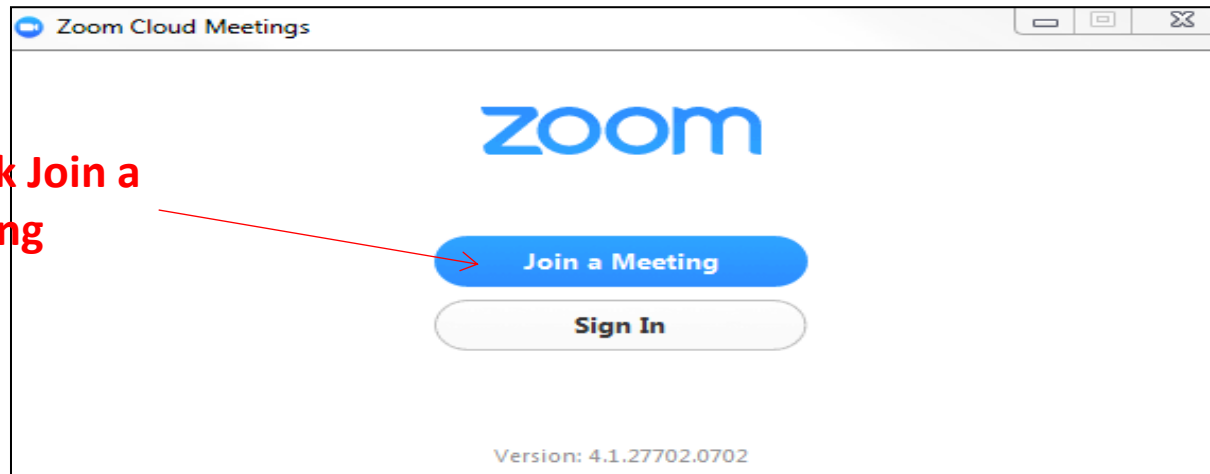 Zoom Cloud Meetings
zoom
k Join a
ng
Join a Meeting
Sign In
Version: 4.1.27702.0702